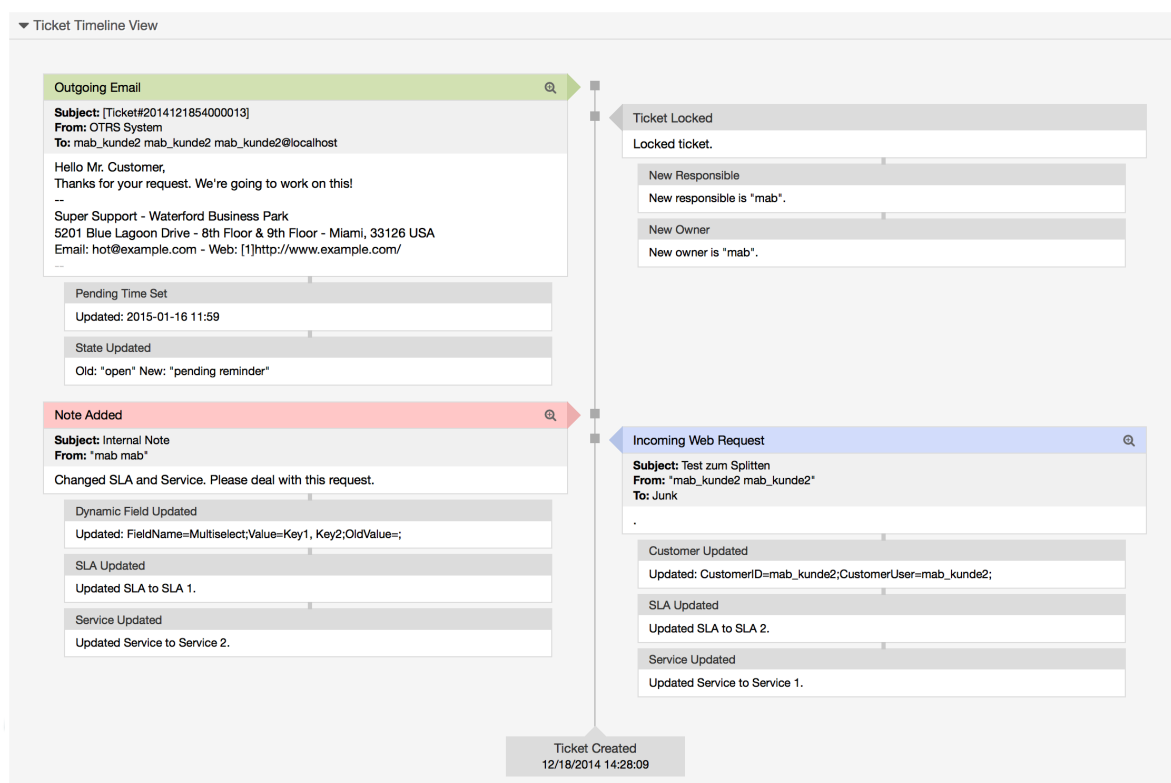 Ticket Timeline View
Outgoing Email
Subject: [Ticket#2014121854000013]
From: OTRS System
To: mab_kunde2 mab_kunde2 mab_kunde2@localhost
Hello Mr. Customer,
Thanks for your request. We're going to work on this!
--
Super Support - Waterford Business Park
5201 Blue Lagoon Drive - 8th Floor & 9th Floor - Miami, 33126 USA
Email: hot@example.com - Web: [1]http://www.example.com/
--
Pending Time Set
Updated: 2015-01-16 11:59
State Updated
Old: "open" New: "pending reminder"
Ticket Locked
Locked ticket.
New Responsible
New responsible is "mab".
New Owner
New owner is "mab".
Note Added
Subject: Internal Note
From: "mab mab"
Changed SLA and Service. Please deal with this request.
Dynamic Field Updated
Updated: FieldName=Multiselect;Value=Key1, Key2;OldValue=;
SLA Updated
Updated SLA to SLA 1.
Service Updated
Updated Service to Service 2.
Incoming Web Request
Subject: Test zum Splitten
From: "mab_kunde2 mab_kunde2"
To: Junk
.
Customer Updated
Updated: CustomerID=mab_kunde2;CustomerUser=mab_kunde2;
SLA Updated
Updated SLA to SLA 2.
Service Updated
Updated Service to Service 1.
Ticket Created
12/18/2014 14:28:09